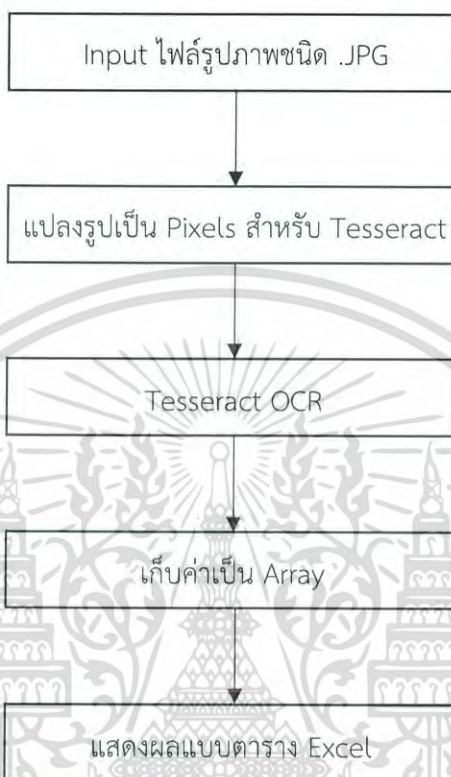 Input ไฟล์รูปภาพชนิด .JPG
แปลงรูปเป็น Pixels สำหรับ Tesseract
Tesseract OCR
เก็บค่าเป็น Array
แสดงผลแบบตาราง Excel